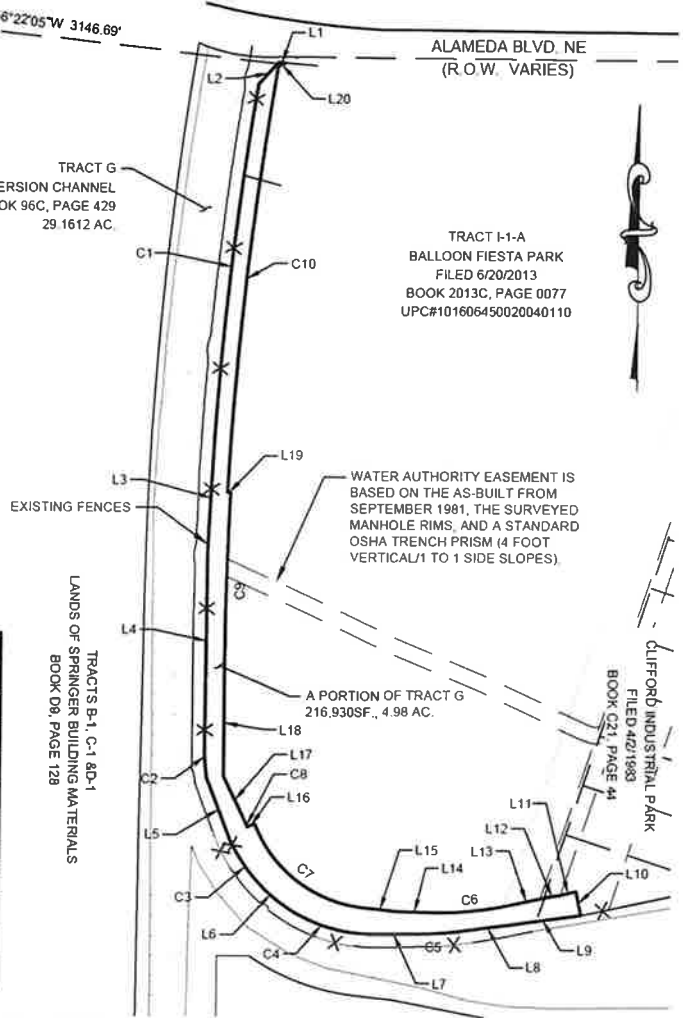 6°22'05"W 3146.69'
L1
ALAMEDA BLVD. NE
(R.O.W. VARIES)
L2
L20
TRACT G
ERSION CHANNEL
OK 96C, PAGE 429
29.1612 AC.
TRACT I-1-A
BALLOON FIESTA PARK
FILED 6/20/2013
BOOK 2013C, PAGE 0077
UPC#101606450020040110
C1
C10
L19
L3
EXISTING FENCES
WATER AUTHORITY EASEMENT IS
BASED ON THE AS-BUILT FROM
SEPTEMBER 1981, THE SURVEYED
MANHOLE RIMS, AND A STANDARD
OSHA TRENCH PRISM (4 FOOT
VERTICAL/1 TO 1 SIDE SLOPES).
C9
L4
TRACTS B-1, C-1 &D-1
LANDS OF SPRINGER BUILDING MATERIALS
BOOK D9, PAGE 128
A PORTION OF TRACT G
216,930SF., 4.98 AC.
CLIFFORD INDUSTRIAL PARK
FILED 4/2/1983
BOOK C21, PAGE 44
L18
L17
C2
C8
L16
L5
L11
L12
L15
L14
L13
L10
C7
C6
C3
L6
C4
C5
L7
L8
L9